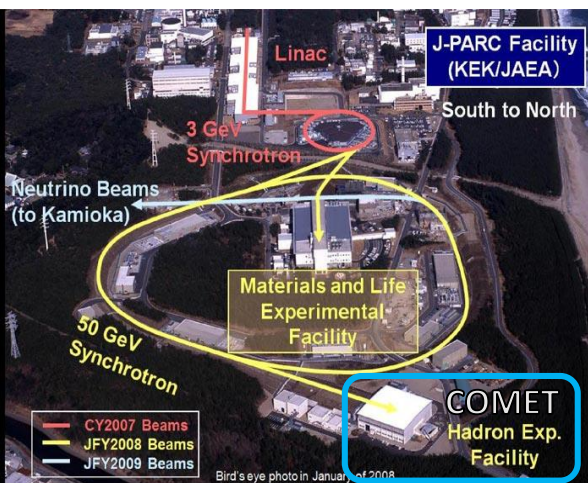 J-PARC Facility
(KEK/JAEA)
Linac
South to North
3 GeV
Synchrotron
Neutrino Beams
(to Kamioka)
Materials and Life
Experimental
Facility
50 GeV
Synchrotron
COMET
Hadron Exp.
Facility
CY2007 Beams
JFY2008 Beams
JFY2009 Beams
Bird's eye photo in January of 2008